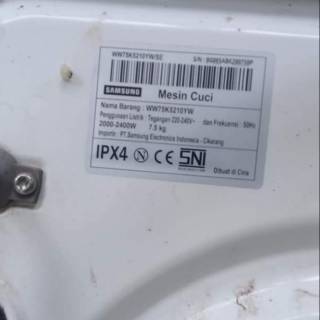 WW75K5210YW/SE
SAMSUNG
Mesin Cuci
Nama Barang : WW75K5210YW
Penggunaan Listrik : Tegangan 220-240V~ dan Frekuensi : 50Hz
2000-2400W 7.5 kg
Importir : PT.Samsung Electronics Indonesia - Cikarang
IPX4 N CE SNI
Dibuat di Cina